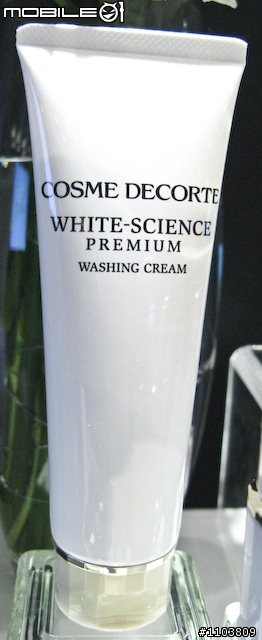 MOBILE01
COSME DECORTE
WHITE-SCIENCE
PREMIUM
WASHING CREAM
#1103809